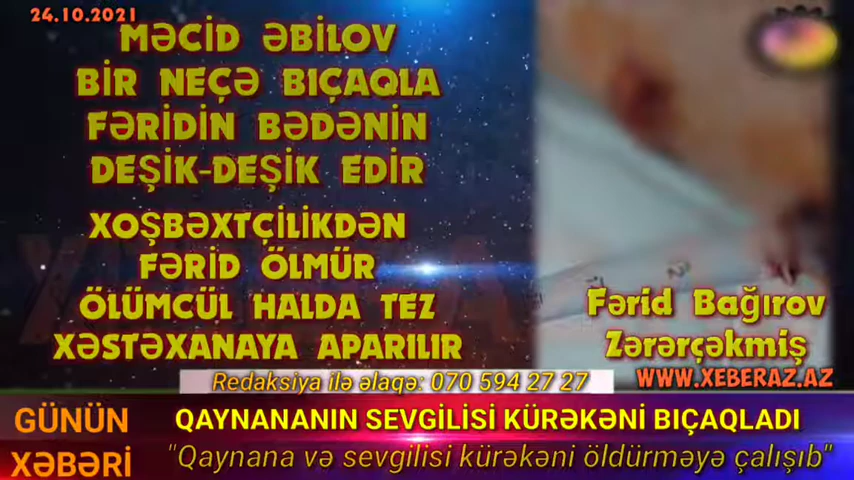 24.10.2021
MƏCİD ƏBİLOV
BİR NEÇƏ BIÇAQLA
FƏRİDİN BƏDƏNİN
DEŞİK-DEŞİK EDİR
XOŞBƏXTÇİLİKDƏN
FƏRİD ÖLMÜR
ÖLÜMCÜL HALDA TEZ
XƏSTƏXANAYA APARILIR
Fərid Bağırov
Zərərçəkmiş
Redaksiya ilə əlaqə: 070 594 27 27
WWW.XEBERAZ.AZ
GÜNÜN
XƏBƏRİ
QAYNANANIN SEVGİLİSİ KÜRƏKƏNİ BIÇAQLADI
"Qaynana və sevgilisi kürəkəni öldürməyə çalışıb"